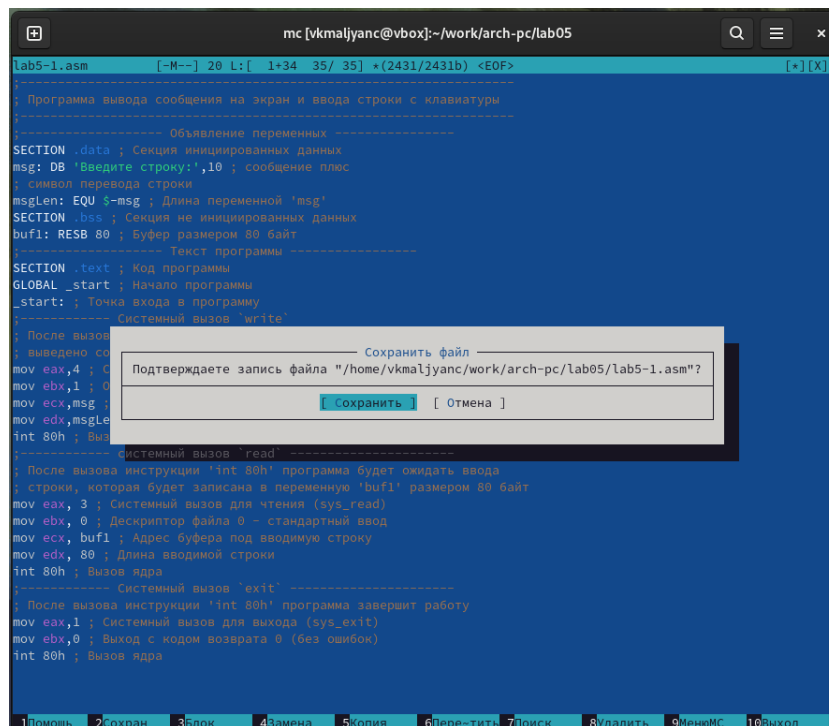 mc [vkmaljyanc@vbox]:~/work/arch-pc/lab05
lab5-1.asm [-M--] 20 L:[ 1+34 35/ 35] *(2431/2431b) <EOF> [*][X]
;--------------------------------------------------------------
; Программа вывода сообщения на экран и ввода строки с клавиатуры
;--------------------------------------------------------------
;------------------ Объявление переменных ---------------
SECTION .data ; Секция инициированных данных
msg: DB 'Введите строку:',10 ; сообщение плюс
; символ перевода строки
msgLen: EQU $-msg ; Длина переменной 'msg'
SECTION .bss ; Секция не инициированных данных
buf1: RESB 80 ; Буфер размером 80 байт
;------------------ Текст программы ----------------
SECTION .text ; Код программы
GLOBAL _start ; Начало программы
_start: ; Точка входа в программу
;------------ Системный вызов `write`
; После вызов
; выведено со
mov eax,4 ; С
mov ebx,1 ; О
mov ecx,msg ;
mov edx,msgLe
int 80h ; Выз
Сохранить файл
Подтверждаете запись файла "/home/vkmaljyanc/work/arch-pc/lab05/lab5-1.asm"?
[ Сохранить ] [ Отмена ]
;------------ системный вызов `read` ----------------------
; После вызова инструкции 'int 80h' программа будет ожидать ввода
; строки, которая будет записана в переменную 'buf1' размером 80 байт
mov eax, 3 ; Системный вызов для чтения (sys_read)
mov ebx, 0 ; Дескриптор файла 0 - стандартный ввод
mov ecx, buf1 ; Адрес буфера под вводимую строку
mov edx, 80 ; Длина вводимой строки
int 80h ; Вызов ядра
;------------ Системный вызов `exit` ----------------------
; После вызова инструкции 'int 80h' программа завершит работу
mov eax,1 ; Системный вызов для выхода (sys_exit)
mov ebx,0 ; Выход с кодом возврата 0 (без ошибок)
int 80h ; Вызов ядра
1Помощь 2Сохран 3Блок 4Замена 5Копия 6Пере~тить 7Поиск 8Удалить 9МенюMC 10Выход